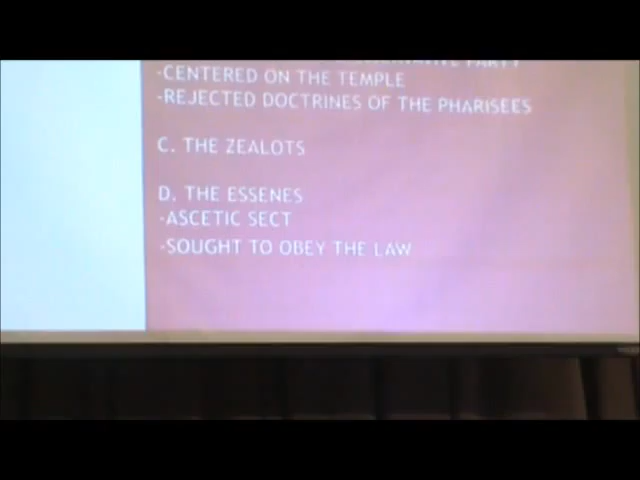 PARTY
-CENTERED ON THE TEMPLE
-REJECTED DOCTRINES OF THE PHARISEES
C. THE ZEALOTS
D. THE ESSENES
-ASCETIC SECT
-SOUGHT TO OBEY THE LAW